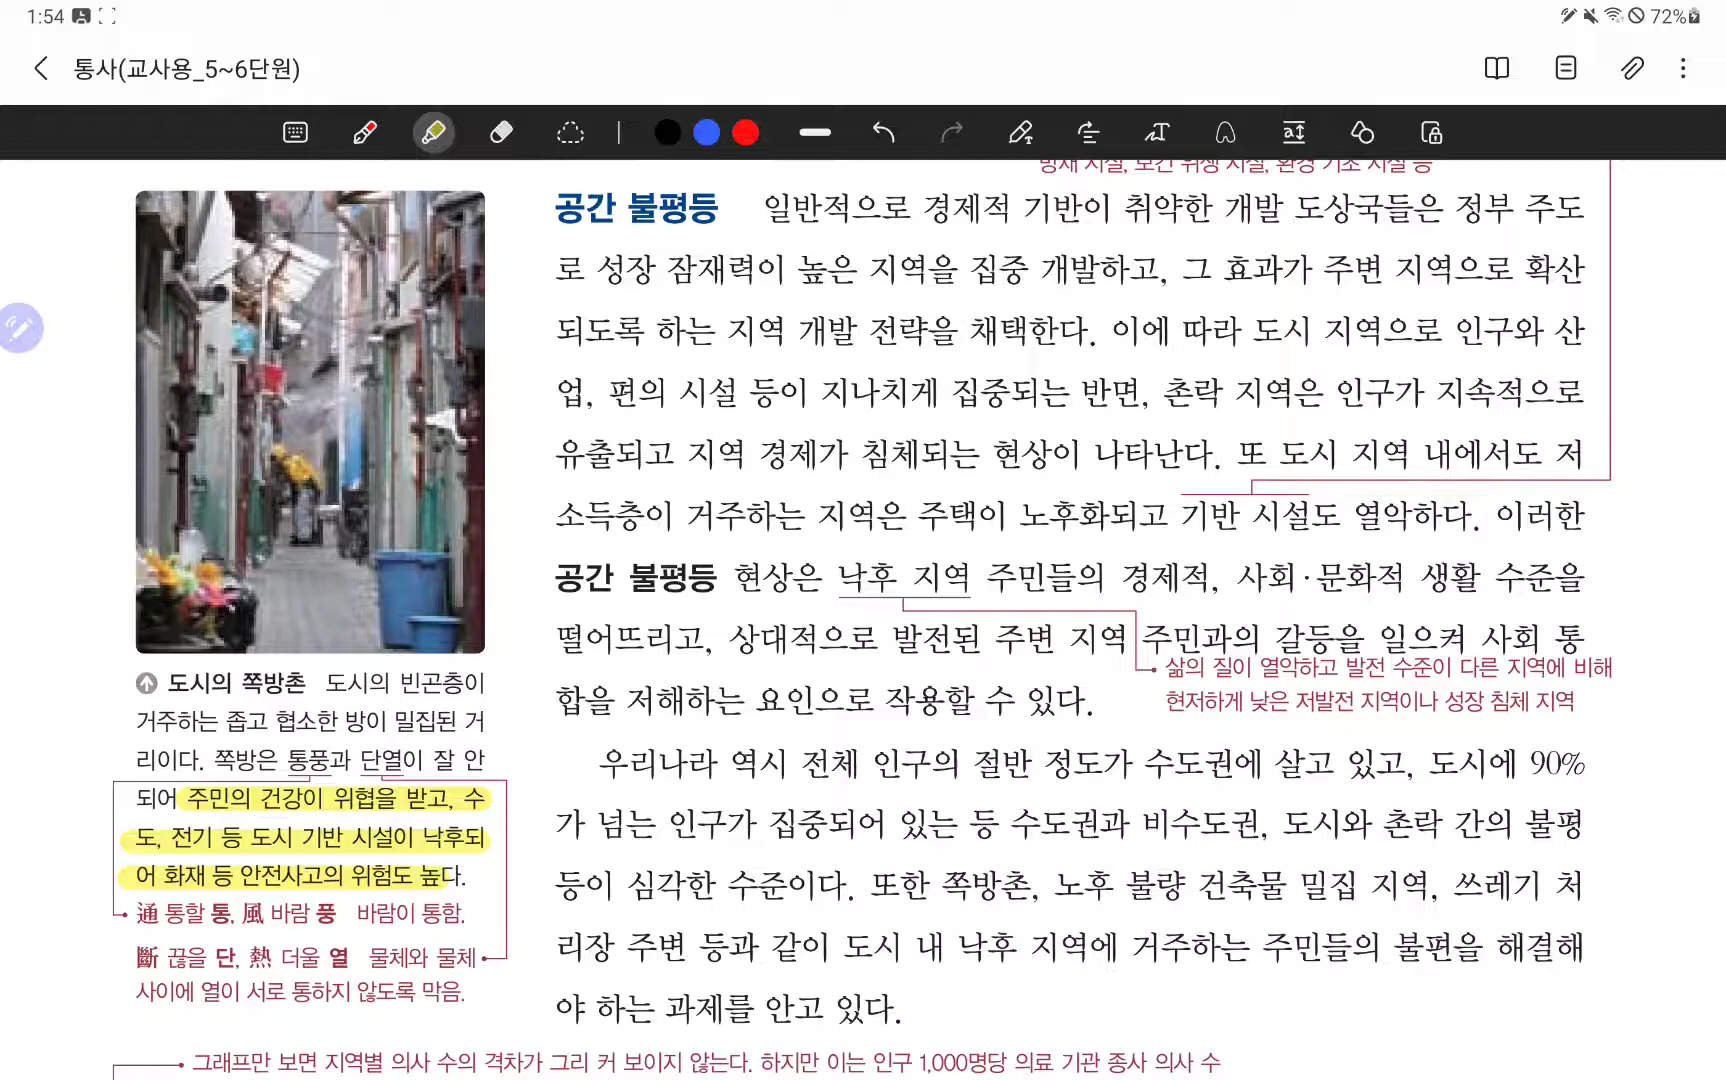 1:54
72%
통사(교사용_5~6단원)
방재 시설, 보건 위생 시설, 환경 기초 시설 등
공간 불평등 일반적으로 경제적 기반이 취약한 개발 도상국들은 정부 주도
로 성장 잠재력이 높은 지역을 집중 개발하고, 그 효과가 주변 지역으로 확산
되도록 하는 지역 개발 전략을 채택한다. 이에 따라 도시 지역으로 인구와 산
업, 편의 시설 등이 지나치게 집중되는 반면, 촌락 지역은 인구가 지속적으로
유출되고 지역 경제가 침체되는 현상이 나타난다. 또 도시 지역 내에서도 저
소득층이 거주하는 지역은 주택이 노후화되고 기반 시설도 열악하다. 이러한
공간 불평등 현상은 낙후 지역 주민들의 경제적, 사회·문화적 생활 수준을
떨어뜨리고, 상대적으로 발전된 주변 지역 주민과의 갈등을 일으켜 사회 통
합을 저해하는 요인으로 작용할 수 있다.
삶의 질이 열악하고 발전 수준이 다른 지역에 비해
현저하게 낮은 저발전 지역이나 성장 침체 지역
우리나라 역시 전체 인구의 절반 정도가 수도권에 살고 있고, 도시에 90%
가 넘는 인구가 집중되어 있는 등 수도권과 비수도권, 도시와 촌락 간의 불평
등이 심각한 수준이다. 또한 쪽방촌, 노후 불량 건축물 밀집 지역, 쓰레기 처
리장 주변 등과 같이 도시 내 낙후 지역에 거주하는 주민들의 불편을 해결해
야 하는 과제를 안고 있다.
도시의 쪽방촌 도시의 빈곤층이
거주하는 좁고 협소한 방이 밀집된 거
리이다. 쪽방은 통풍과 단열이 잘 안
되어 주민의 건강이 위협을 받고, 수
도, 전기 등 도시 기반 시설이 낙후되
어 화재 등 안전사고의 위험도 높다.
通 통할 통, 風 바람 풍 바람이 통함.
斷 끊을 단, 熱 더울 열 물체와 물체
사이에 열이 서로 통하지 않도록 막음.
그래프만 보면 지역별 의사 수의 격차가 그리 커 보이지 않는다. 하지만 이는 인구 1,000명당 의료 기관 종사 의사 수